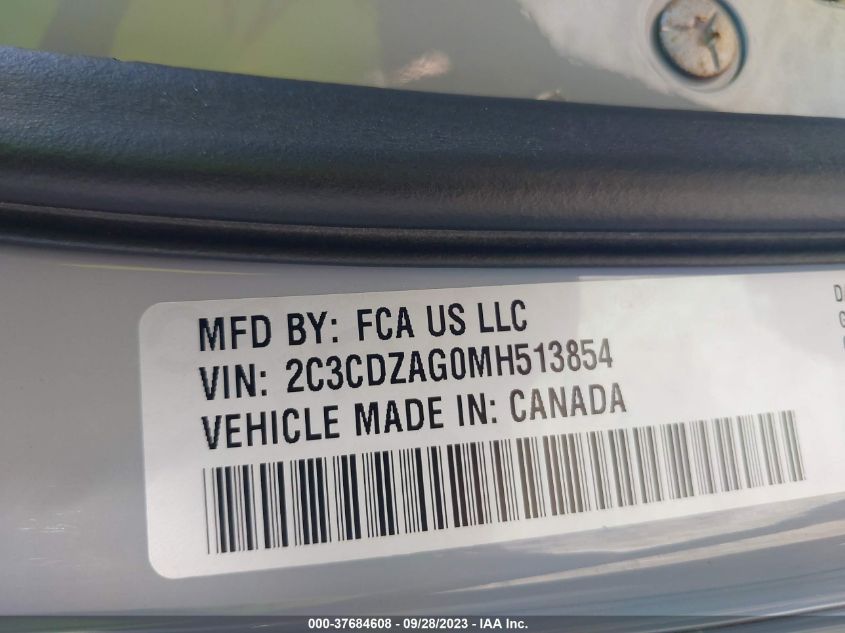 MFD BY: FCA US LLC
VIN: 2C3CDZAG0MH513854
VEHICLE MADE IN: CANADA
000-37684608 - 09/28/2023 - IAA Inc.